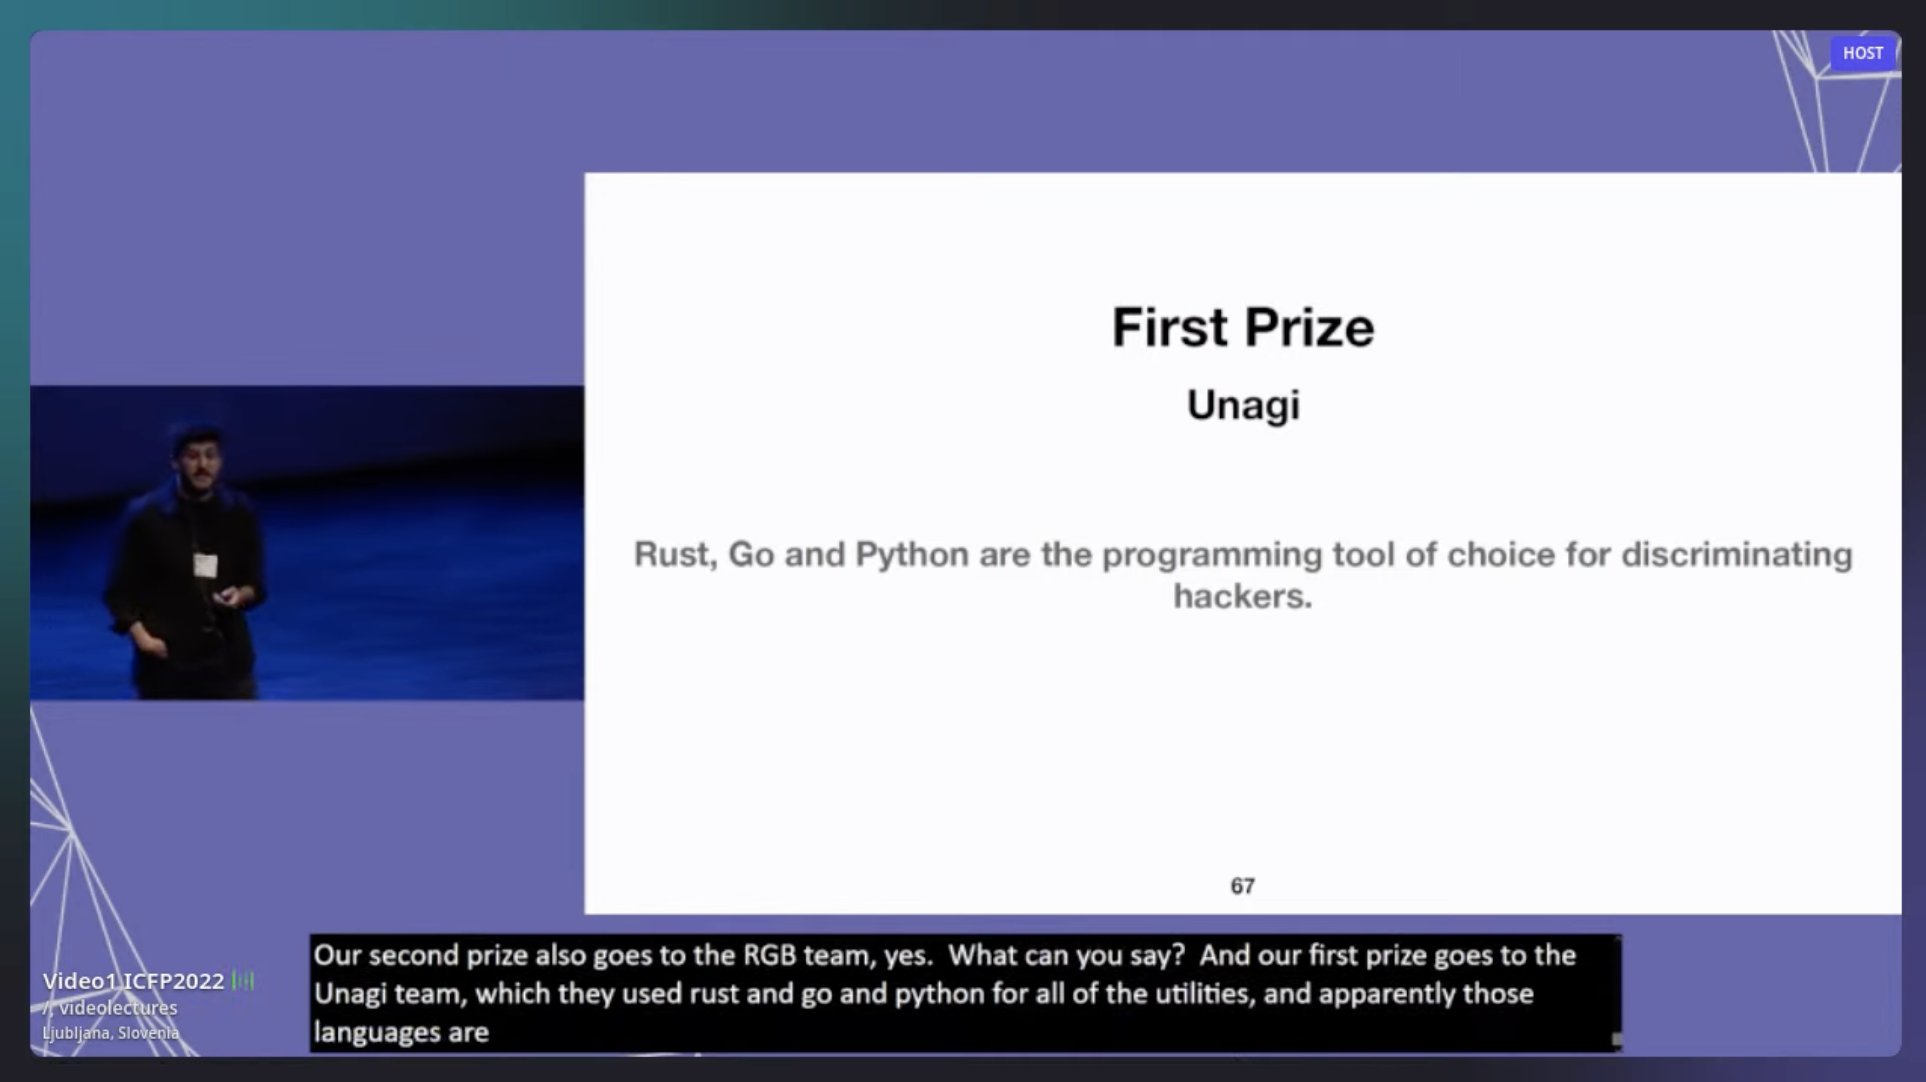 HOST
First Prize
Unagi
Rust, Go and Python are the programming tool of choice for discriminating
hackers.
67
Our second prize also goes to the RGB team, yes.  What can you say?  And our first prize goes to the
Unagi team, which they used rust and go and python for all of the utilities, and apparently those
languages are
Video1 ICFP2022
/. videolectures
Ljubljana, Slovenia